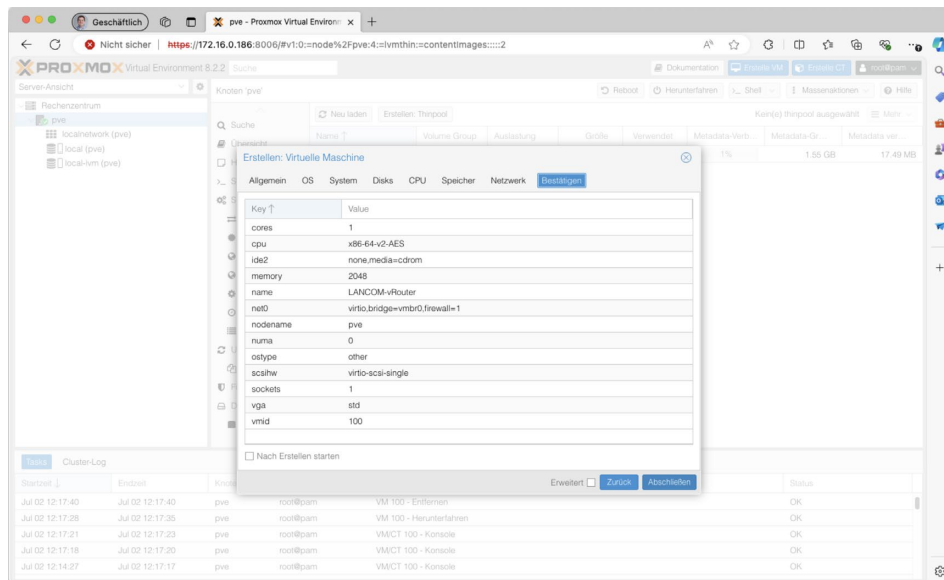 Geschäftlich
pve - Proxmox Virtual Environm
Nicht sicher https://172.16.0.186:8006/#v1:0:=node%2Fpve:4:=lvmthin:=contentImages:::::2
PROXMOX Virtual Environment 8.2.2 Suche Dokumentation Erstelle VM Erstelle CT root@pam
Server-Ansicht Knoten 'pve' Reboot Herunterfahren Shell Massenaktionen Hilfe
Rechenzentrum
pve
localnetwork (pve)
local (pve)
local-lvm (pve)
Suche
Übersicht
Neu laden Erstellen: Thinpool Kein(e) thinpool ausgewählt Mehr
Name Volume Group Auslastung Größe Verwendet Metadata-Verb... Metadata-Gr... Metadata ver...
1% 1.55 GB 17.49 MB
Erstellen: Virtuelle Maschine
Allgemein OS System Disks CPU Speicher Netzwerk Bestätigen
Key Value
cores 1
cpu x86-64-v2-AES
ide2 none,media=cdrom
memory 2048
name LANCOM-vRouter
net0 virtio,bridge=vmbr0,firewall=1
nodename pve
numa 0
ostype other
scsihw virtio-scsi-single
sockets 1
vga std
vmid 100
Nach Erstellen starten
Erweitert Zurück Abschließen
Tasks Cluster-Log
Startzeit Endzeit Status
Jul 02 12:17:40 Jul 02 12:17:40 pve root@pam VM 100 - Entfernen OK
Jul 02 12:17:28 Jul 02 12:17:35 pve root@pam VM 100 - Herunterfahren OK
Jul 02 12:17:21 Jul 02 12:17:23 pve root@pam VM/CT 100 - Konsole OK
Jul 02 12:17:18 Jul 02 12:17:20 pve root@pam VM/CT 100 - Konsole OK
Jul 02 12:14:27 Jul 02 12:17:17 pve root@pam VM/CT 100 - Konsole OK